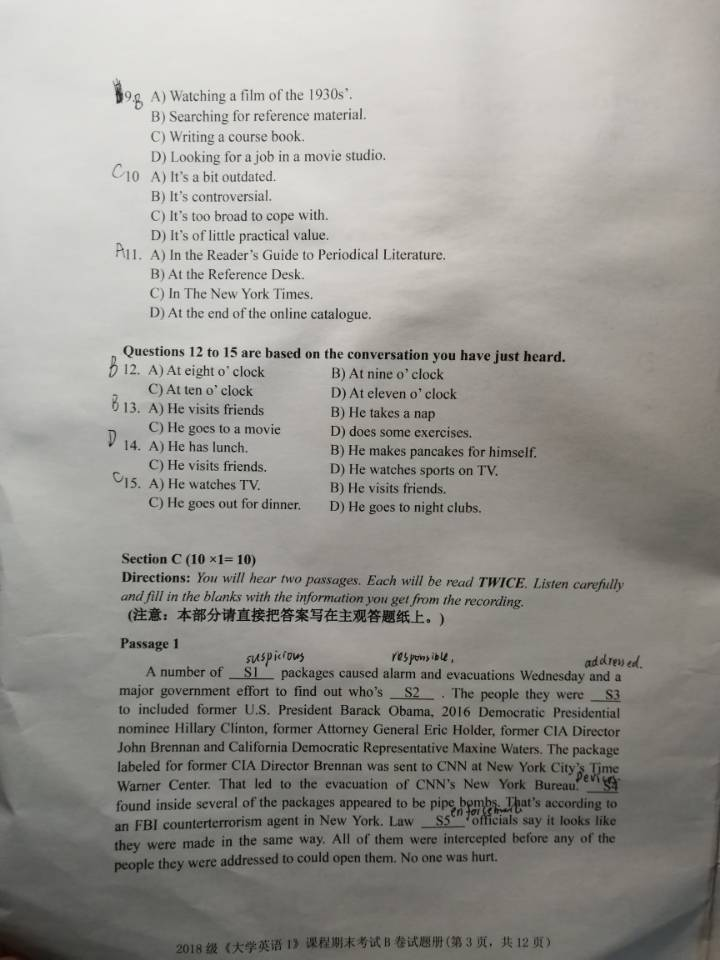 9. B A) Watching a film of the 1930s'.
B) Searching for reference material.
C) Writing a course book.
D) Looking for a job in a movie studio.
C 10 A) It's a bit outdated.
B) It's controversial.
C) It's too broad to cope with.
D) It's of little practical value.
A 11. A) In the Reader's Guide to Periodical Literature.
B) At the Reference Desk.
C) In The New York Times.
D) At the end of the online catalogue.
Questions 12 to 15 are based on the conversation you have just heard.
B 12. A) At eight o' clock B) At nine o' clock
C) At ten o' clock D) At eleven o' clock
B 13. A) He visits friends B) He takes a nap
C) He goes to a movie D) does some exercises.
D 14. A) He has lunch. B) He makes pancakes for himself.
C) He visits friends. D) He watches sports on TV.
C 15. A) He watches TV. B) He visits friends.
C) He goes out for dinner. D) He goes to night clubs.
Section C (10 ×1= 10)
Directions: You will hear two passages. Each will be read TWICE. Listen carefully
and fill in the blanks with the information you get from the recording.
(注意：本部分请直接把答案写在主观答题纸上。)
Passage 1
suspicious responsible, addressed.
A number of S1 packages caused alarm and evacuations Wednesday and a
major government effort to find out who's S2 . The people they were S3
to included former U.S. President Barack Obama, 2016 Democratic Presidential
nominee Hillary Clinton, former Attorney General Eric Holder, former CIA Director
John Brennan and California Democratic Representative Maxine Waters. The package
labeled for former CIA Director Brennan was sent to CNN at New York City's Time
Devices
Warner Center. That led to the evacuation of CNN's New York Bureau. S4
found inside several of the packages appeared to be pipe bombs. That's according to
enforcement
an FBI counterterrorism agent in New York. Law S5 officials say it looks like
they were made in the same way. All of them were intercepted before any of the
people they were addressed to could open them. No one was hurt.
2018 级《大学英语 I》课程期末考试 B 卷试题册(第 3 页，共 12 页)